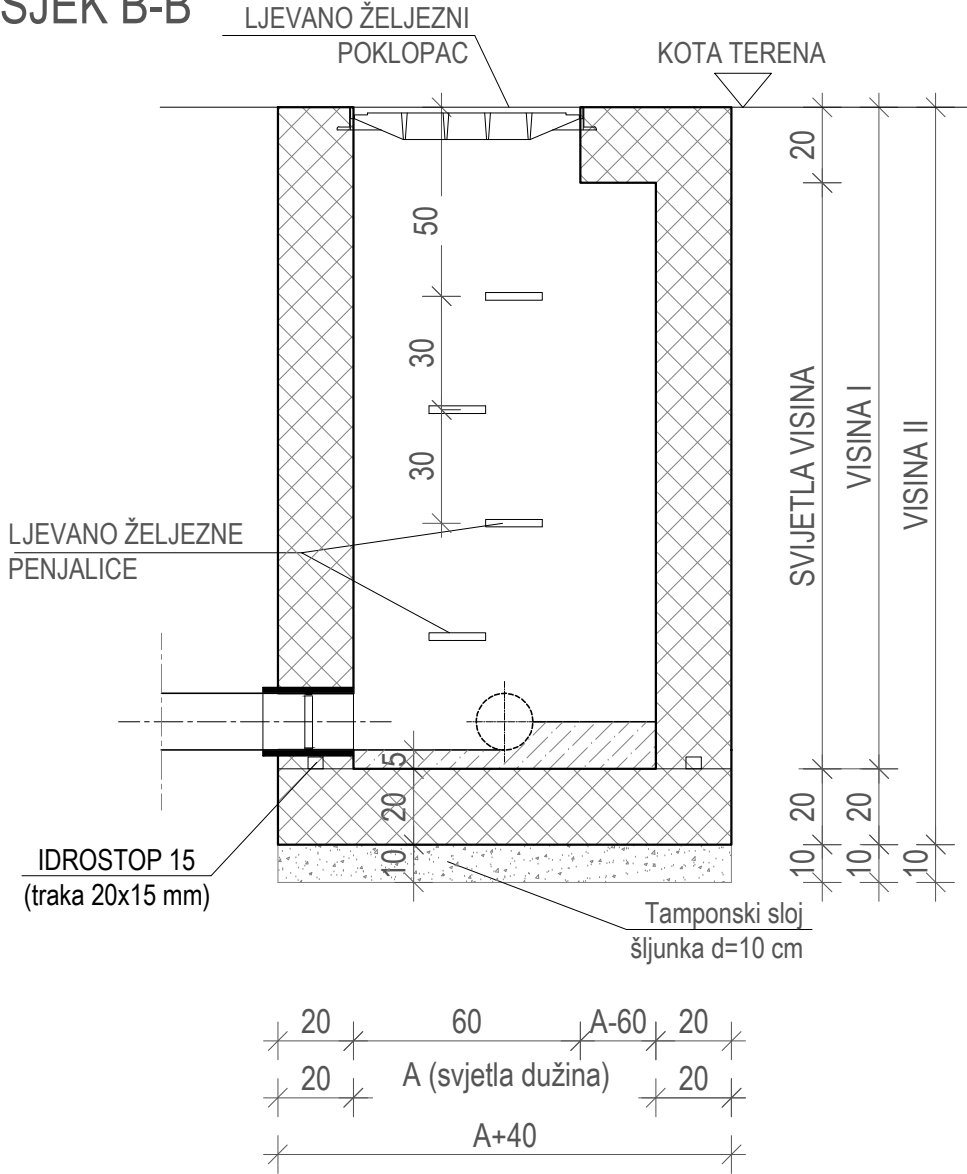 SJEK B-B
LJEVANO ŽELJEZNI
POKLOPAC
KOTA TERENA
20
50
30
30
SVIJETLA VISINA
VISINA I
VISINA II
LJEVANO ŽELJEZNE
PENJALICE
5
20
20
20
10
10
10
10
IDROSTOP 15
(traka 20x15 mm)
Tamponski sloj
šljunka d=10 cm
20
60
A-60
20
20
A (svjetla dužina)
20
A+40